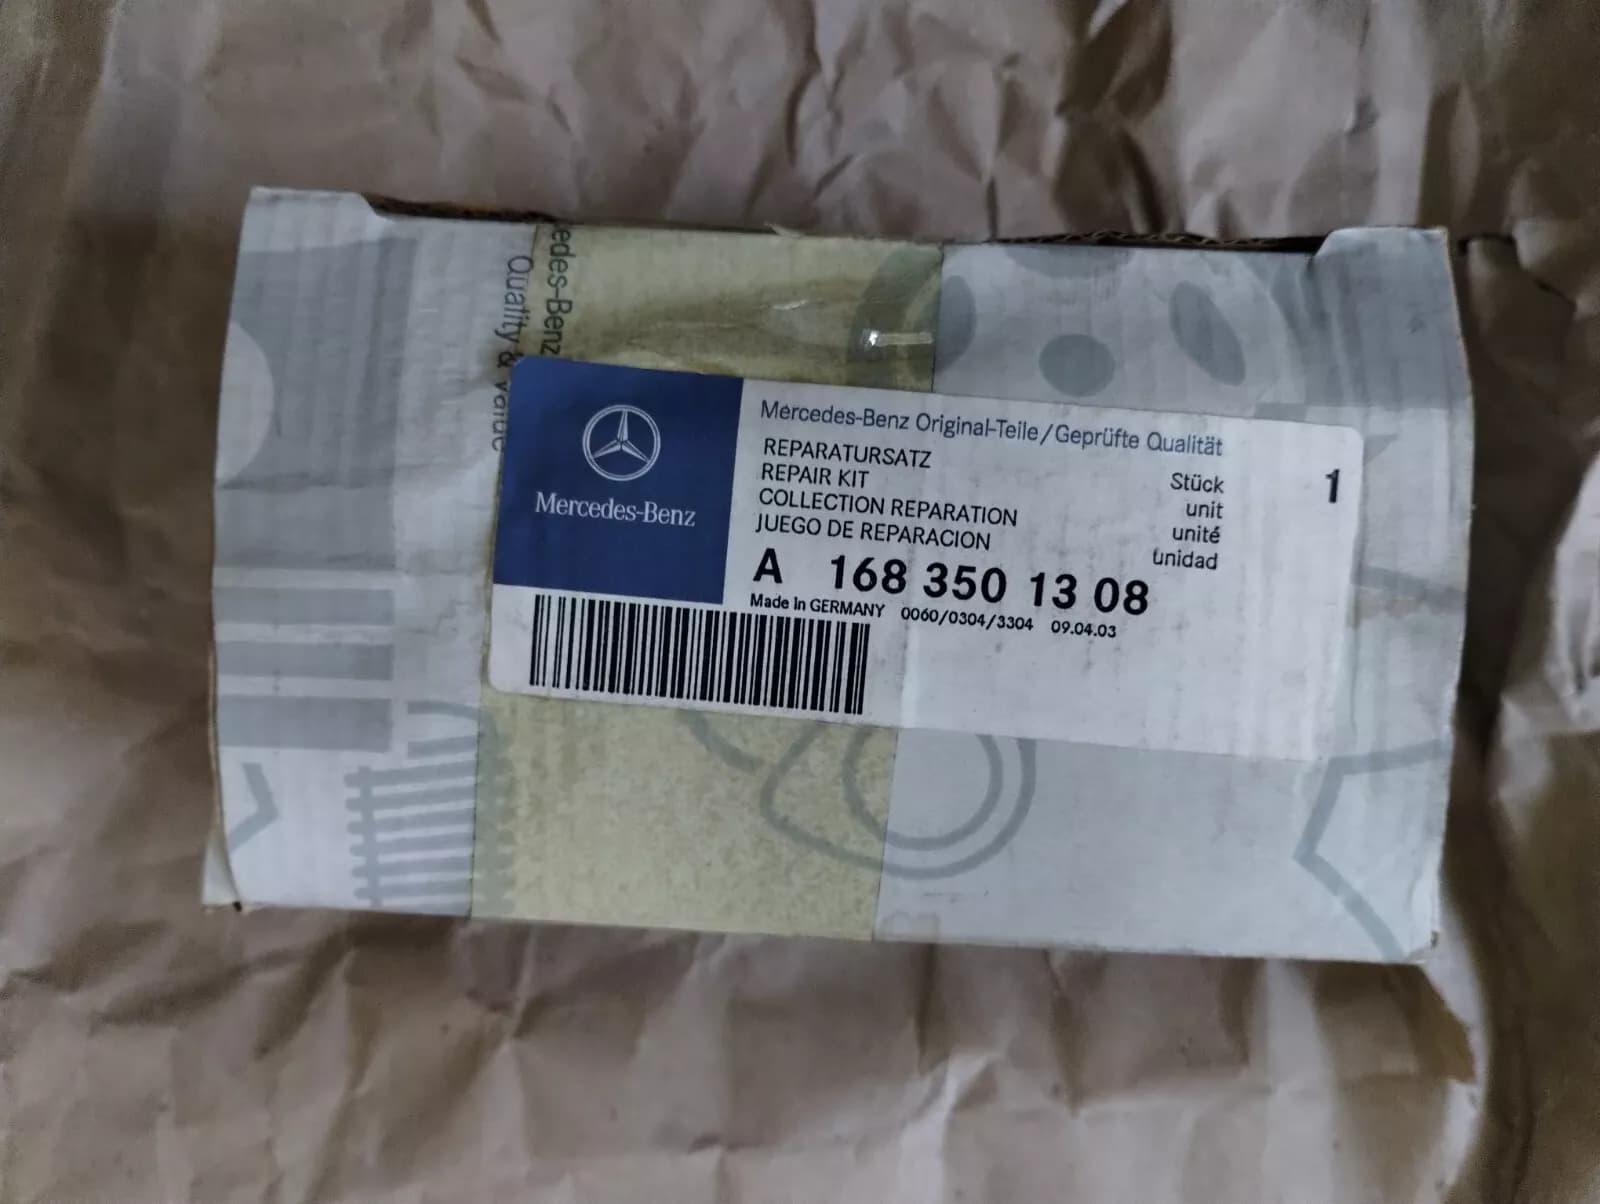 edes-Benz
Quality & value
Mercedes-Benz
Mercedes-Benz Original-Teile/Geprüfte Qualität
REPARATURSATZ
REPAIR KIT
COLLECTION REPARATION
JUEGO DE REPARACION
Stück
unit
unité
unidad
1
A 168 350 13 08
Made in GERMANY 0060/0304/3304 09.04.03